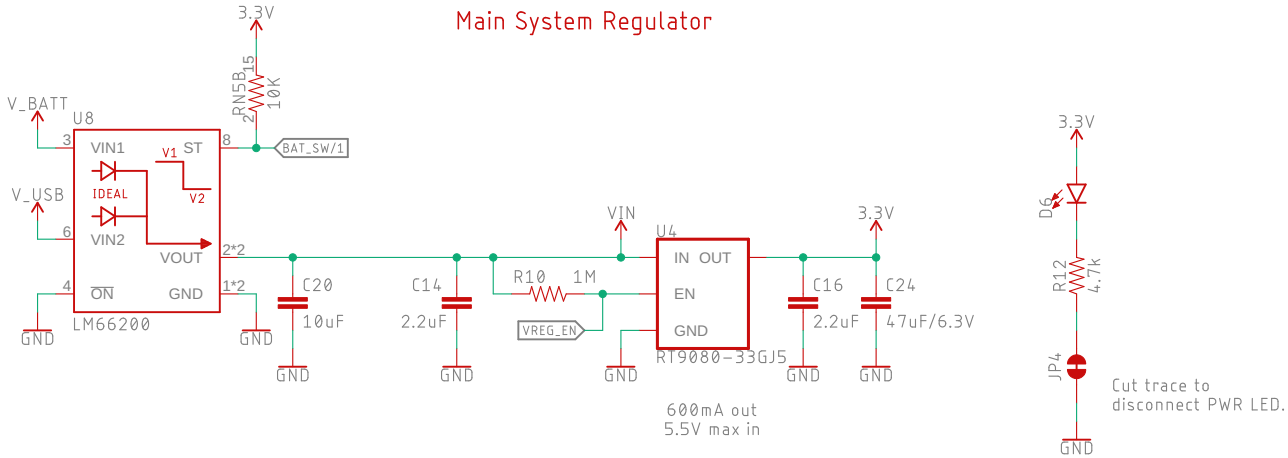 Main System Regulator
3.3V
15
RN5B
10K
2
V_BATT
U8
3
VIN1
ST
8
BAT_SW/1
V1
V2
IDEAL
V_USB
6
VIN2
VOUT
2*2
4
ON
GND
1*2
LM66200
GND
GND
C20
10uF
GND
C14
2.2uF
GND
R10
1M
VREG_EN
VIN
U4
IN
OUT
EN
GND
RT9080-33GJ5
GND
600mA out
5.5V max in
3.3V
C16
2.2uF
GND
C24
47uF/6.3V
GND
3.3V
D6
R12
4.7k
JP4
GND
Cut trace to
disconnect PWR LED.